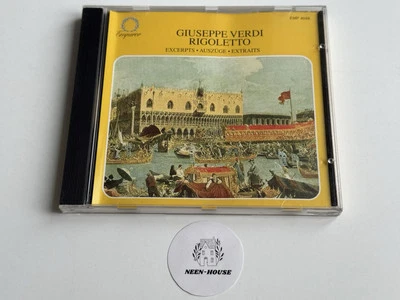 GIUSEPPE VERDI
RIGOLETTO
EXCERPTS • AUSZÜGE • EXTRAITS
NEEN-HOUSE